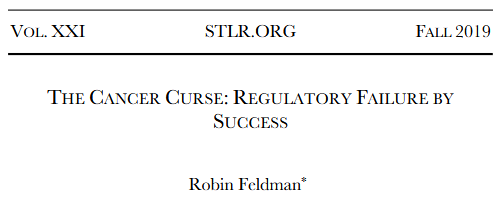 VOL. XXI STLR.ORG FALL 2019
THE CANCER CURSE: REGULATORY FAILURE BY
SUCCESS
Robin Feldman*